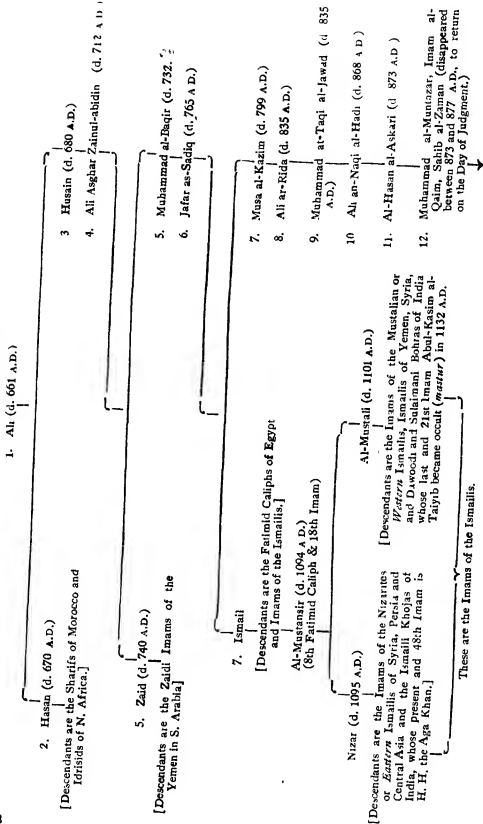 1. Ali (d. 661 A.D.)
2. Hasan (d. 670 A.D.)
[Descendants are the Sharifs of Morocco and
Idrisids of N. Africa.]
3 Husain (d. 680 A.D.)
4. Ali Asghar Zainul-abidin (d. 712 A D )
5. Zaid (d. 740 A.D.)
[Descendants are the Zaidi Imams of the
Yemen in S. Arabia]
5. Muhammad al-Baqir (d. 732.
6. Jafar as-Sadiq (d. 765 A D.)
7. Ismail
[Descendants are the Fatimid Caliphs of Egypt
and Imams of the Ismailis.]
Al-Mustansir (d. 1094 A D.)
(8th Fatimid Caliph & 18th Imam)
7. Musa al-Kazim (d. 799 A.D.)
8. Ali ar-Rida (d. 835 A.D.)
9. Muhammad at-Taqi al-Jawad (d 835
A.D.)
10 Ali an-Naqi al-Hadi (d. 868 A D)
11. Al-Hasan al-Askari (d 873 A.D )
12. Muhammad al-Muntazar, Imam al-
Qaim, Sahib al-Zaman (disappeared
between 873 and 877 A.D., to return
on the Day of Judgment.)
Nizar (d. 1095 A.D.)
[Descendants are the Imams of the Nizarites
or Eastern Ismailis of Syria, Persia and
Central Asia and the Ismaili Khojas of
India, whose present and 48th Imam is
H. H. the Aga Khan.]
Al-Mustali (d. 1101 A.D.)
[Descendants are the Imams of the Mustalian or
Western Ismailis, Ismailis of Yemen, Syria,
and Dawoodi and Sulaimani Bohras of India
whose last and 21st Imam Abul-Kasim al-
Taiyib became occult (mastur) in 1132 A.D.
These are the Imams of the Ismailis.